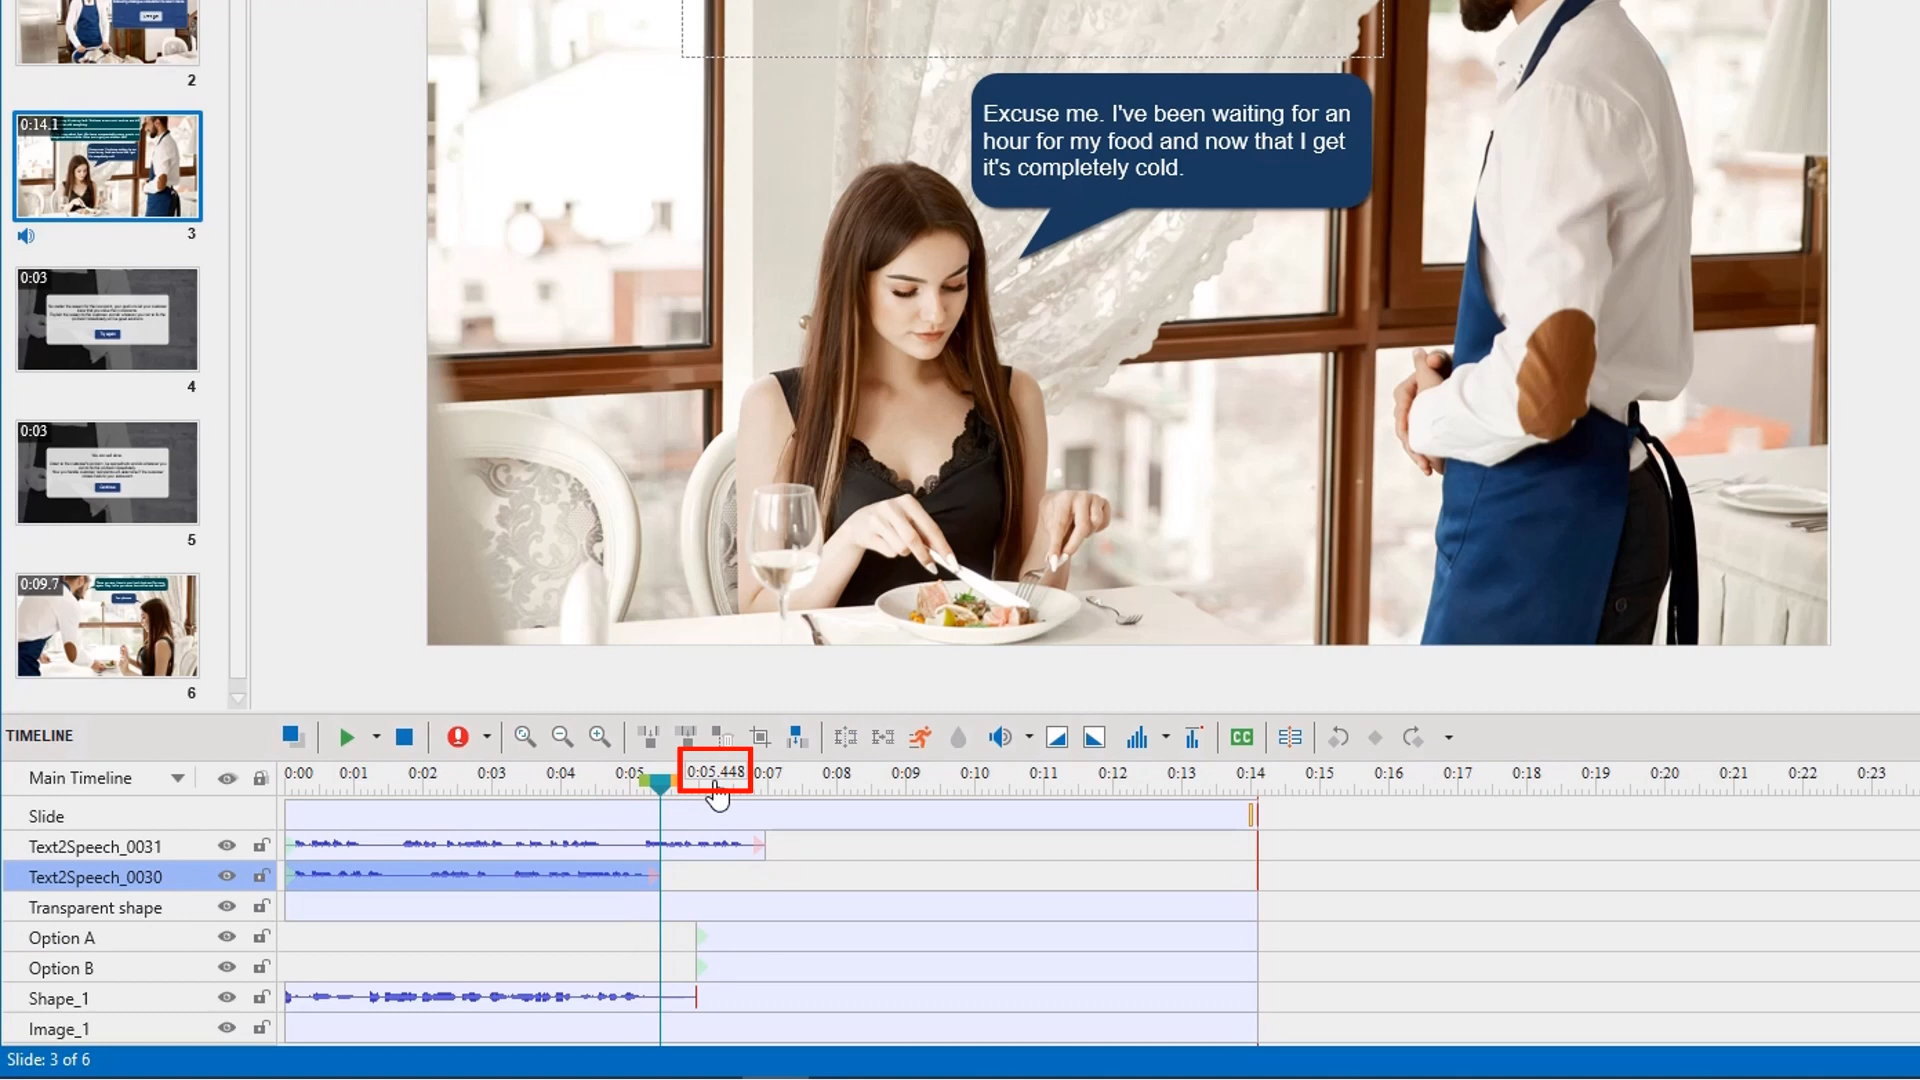 2
0:14.1
3
0:03
Try again
4
0:03
Continue
5
0:09.7
6
Excuse me. I've been waiting for an
hour for my food and now that I get
it's completely cold.
TIMELINE
CC
Main Timeline
0:00 0:01 0:02 0:03 0:04 0:05 0:05.448 0:07 0:08 0:09 0:10 0:11 0:12 0:13 0:14 0:15 0:16 0:17 0:18 0:19 0:20 0:21 0:22 0:23
Slide
Text2Speech_0031
Text2Speech_0030
Transparent shape
Option A
Option B
Shape_1
Image_1
Slide: 3 of 6